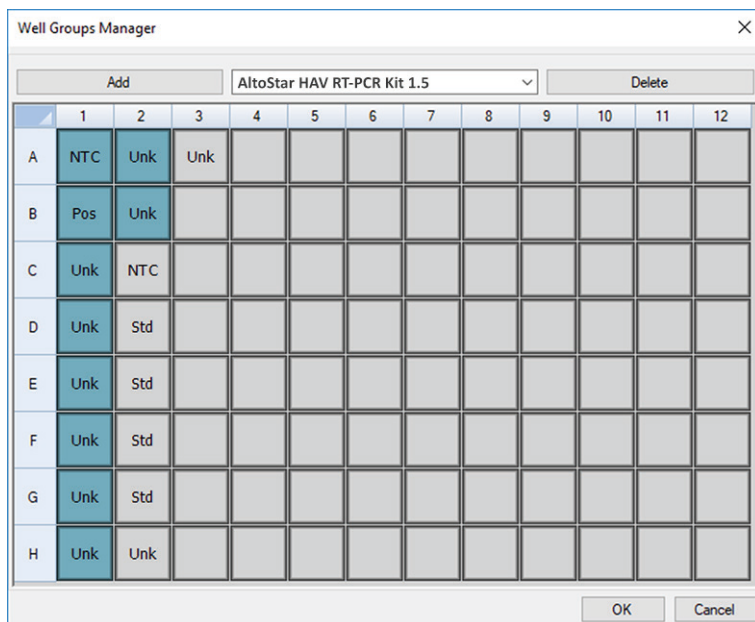 Well Groups Manager
Add AltoStar HAV RT-PCR Kit 1.5 Delete
1 2 3 4 5 6 7 8 9 10 11 12
A NTC Unk Unk
B Pos Unk
C Unk NTC
D Unk Std
E Unk Std
F Unk Std
G Unk Std
H Unk Unk
OK Cancel